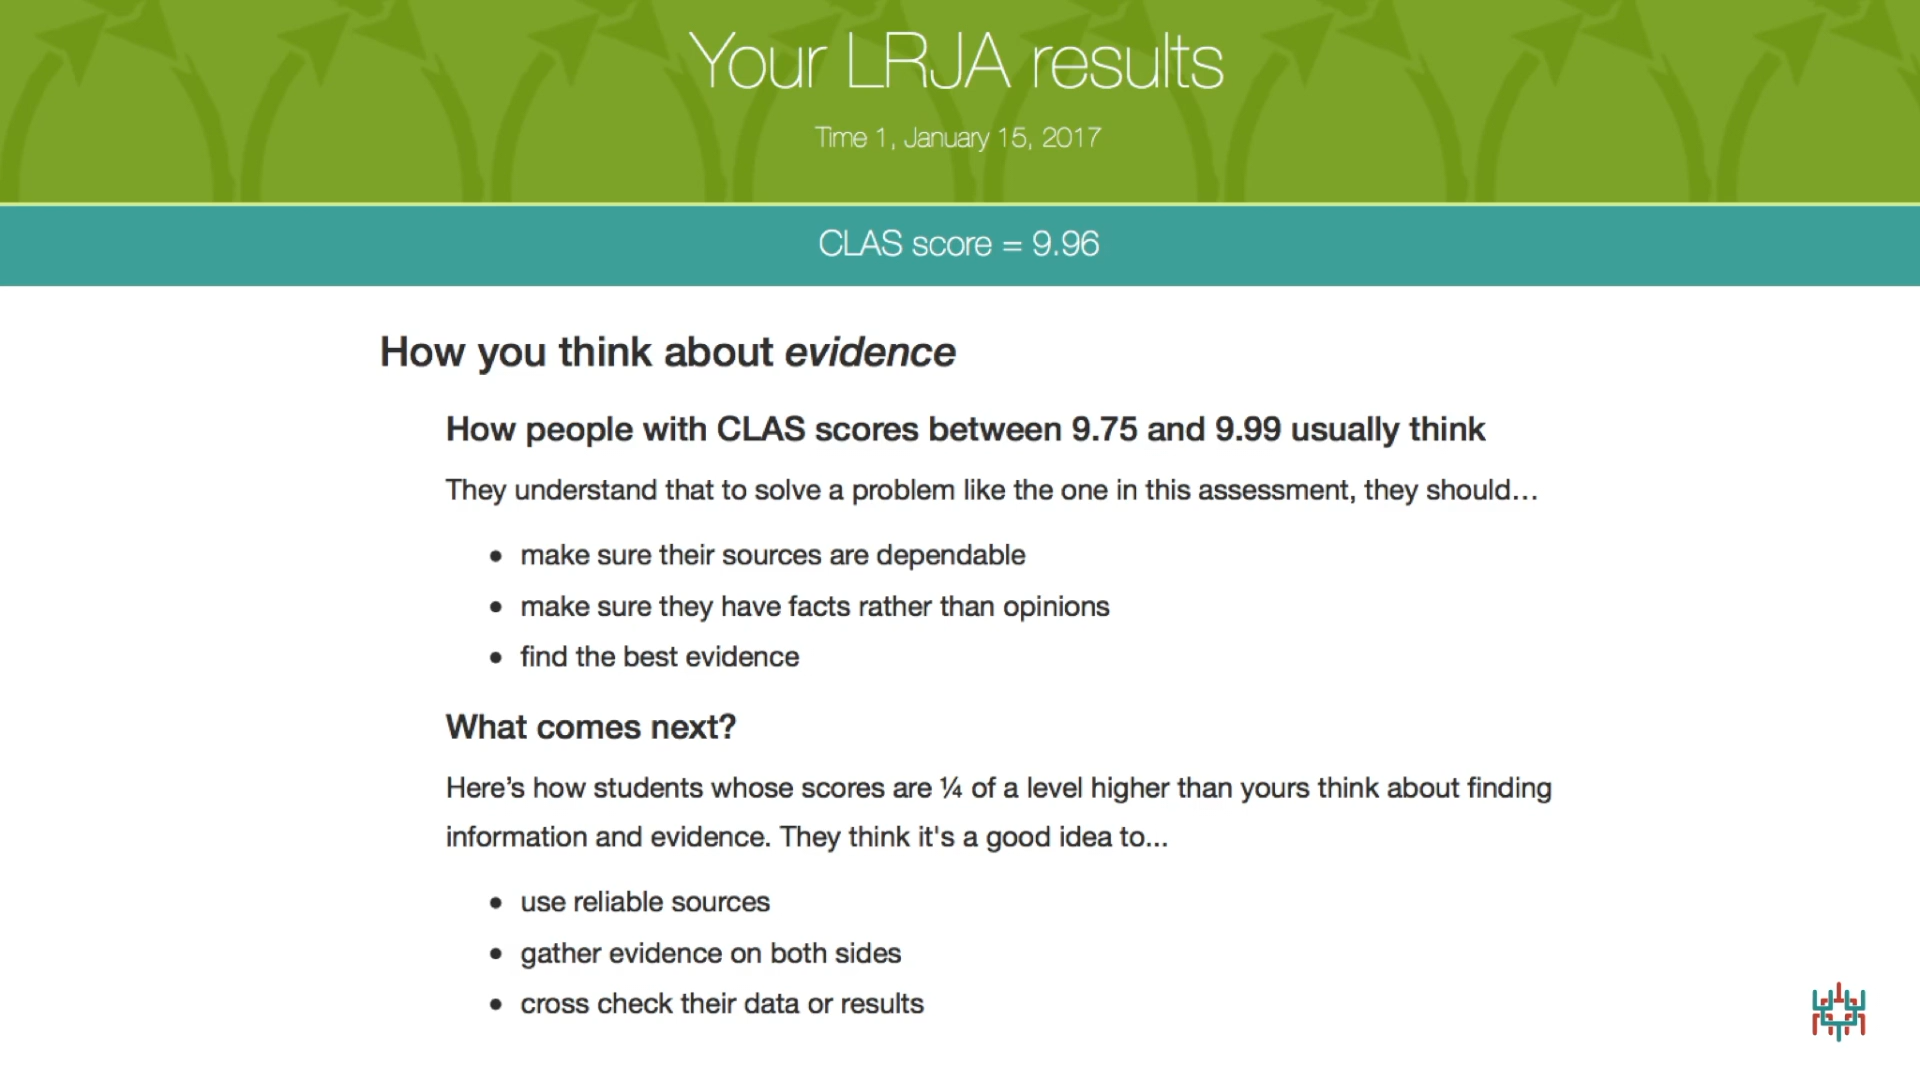 Your LRJA results
Time 1, January 15, 2017
CLAS score = 9.96
How you think about evidence
How people with CLAS scores between 9.75 and 9.99 usually think
They understand that to solve a problem like the one in this assessment, they should…
• make sure their sources are dependable
• make sure they have facts rather than opinions
• find the best evidence
What comes next?
Here’s how students whose scores are ¼ of a level higher than yours think about finding
information and evidence. They think it's a good idea to...
• use reliable sources
• gather evidence on both sides
• cross check their data or results